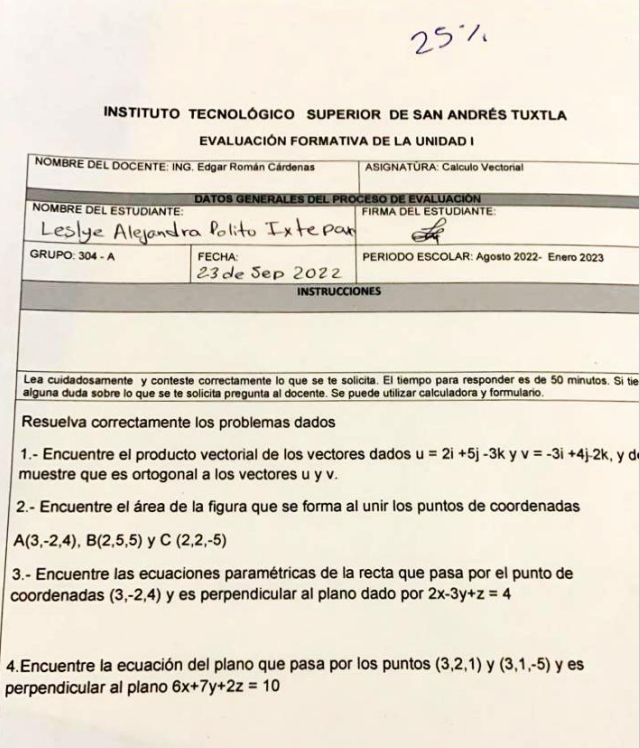 25%
INSTITUTO TECNOLÓGICO SUPERIOR DE SAN ANDRÉS TUXTLA
EVALUACIÓN FORMATIVA DE LA UNIDAD I
NOMBRE DEL DOCENTE: ING. Edgar Román Cárdenas
ASIGNATURA: Calculo Vectorial
DATOS GENERALES DEL PROCESO DE EVALUACIÓN
NOMBRE DEL ESTUDIANTE:
Leslye Alejandra Polito Ixtepan
FIRMA DEL ESTUDIANTE:
GRUPO: 304 - A
FECHA:
23 de Sep 2022
PERIODO ESCOLAR: Agosto 2022- Enero 2023
INSTRUCCIONES
Lea cuidadosamente y conteste correctamente lo que se te solicita. El tiempo para responder es de 50 minutos. Si tie
alguna duda sobre lo que se te solicita pregunta al docente. Se puede utilizar calculadora y formulario.
Resuelva correctamente los problemas dados
1.- Encuentre el producto vectorial de los vectores dados u = 2i +5j -3k y v = -3i +4j-2k, y de
muestre que es ortogonal a los vectores u y v.
2.- Encuentre el área de la figura que se forma al unir los puntos de coordenadas
A(3,-2,4), B(2,5,5) y C (2,2,-5)
3.- Encuentre las ecuaciones paramétricas de la recta que pasa por el punto de
coordenadas (3,-2,4) y es perpendicular al plano dado por 2x-3y+z = 4
4.Encuentre la ecuación del plano que pasa por los puntos (3,2,1) y (3,1,-5) y es
perpendicular al plano 6x+7y+2z = 10